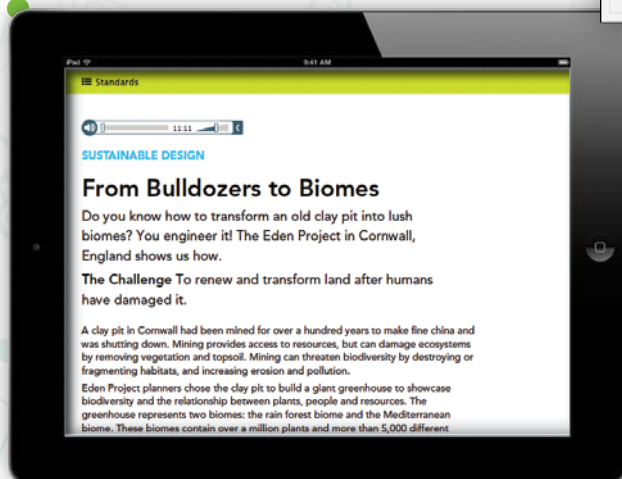 iPad
9:41 AM
Standards
11:11
SUSTAINABLE DESIGN
From Bulldozers to Biomes
Do you know how to transform an old clay pit into lush
biomes? You engineer it! The Eden Project in Cornwall,
England shows us how.
The Challenge To renew and transform land after humans
have damaged it.
A clay pit in Cornwall had been mined for over a hundred years to make fine china and
was shutting down. Mining provides access to resources, but can damage ecosystems
by removing vegetation and topsoil. Mining can threaten biodiversity by destroying or
fragmenting habitats, and increasing erosion and pollution.
Eden Project planners chose the clay pit to build a giant greenhouse to showcase
biodiversity and the relationship between plants, people and resources. The
greenhouse represents two biomes: the rain forest biome and the Mediterranean
biome. These biomes contain over a million plants and more than 5,000 different